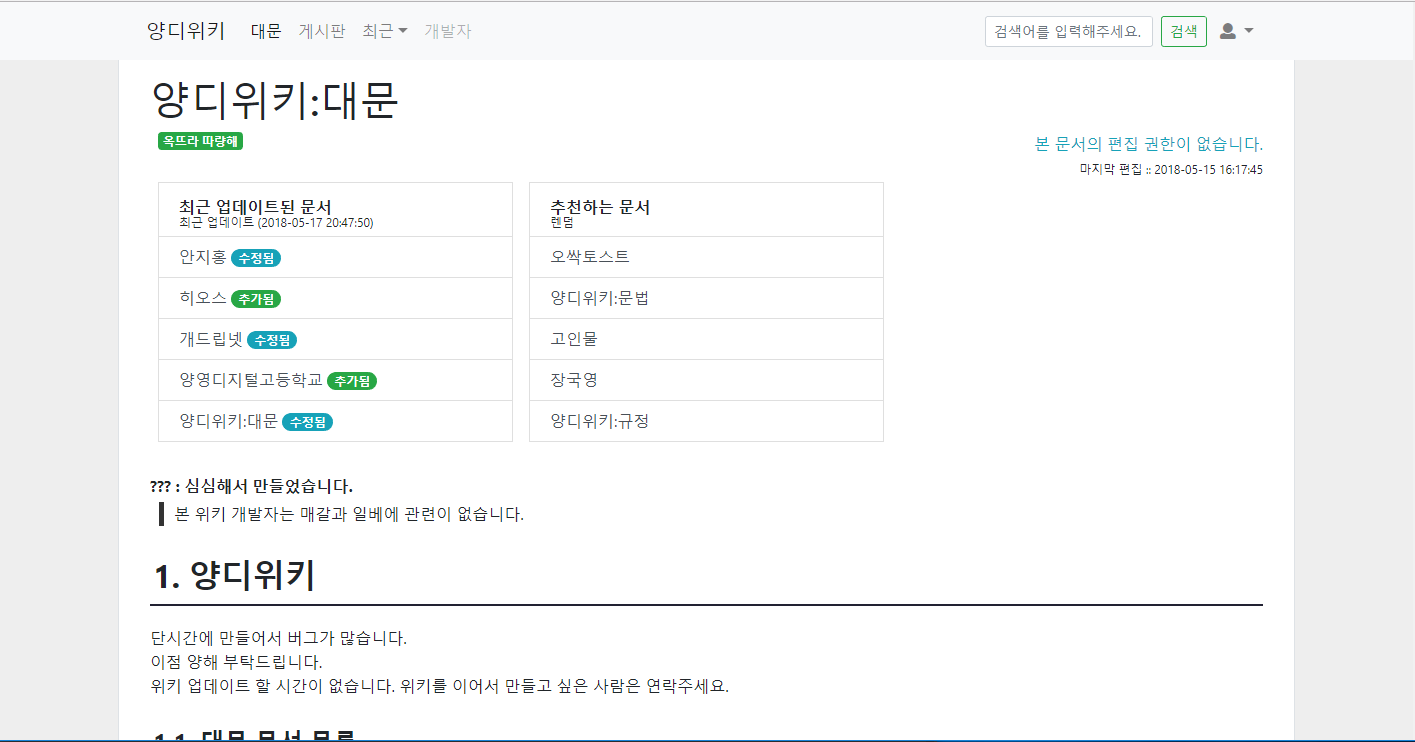 양디위키 대문 게시판 최근 개발자 검색어를 입력해주세요. 검색
양디위키:대문
옥뜨라 따량해
본 문서의 편집 권한이 없습니다.
마지막 편집 :: 2018-05-15 16:17:45
최근 업데이트된 문서
최근 업데이트 (2018-05-17 20:47:50)
안지홍 수정됨
히오스 추가됨
개드립넷 수정됨
양영디지털고등학교 추가됨
양디위키:대문 수정됨
추천하는 문서
렌덤
오싹토스트
양디위키:문법
고인물
장국영
양디위키:규정
??? : 심심해서 만들었습니다.
본 위키 개발자는 매갈과 일베에 관련이 없습니다.
1. 양디위키
단시간에 만들어서 버그가 많습니다.
이점 양해 부탁드립니다.
위키 업데이트 할 시간이 없습니다. 위키를 이어서 만들고 싶은 사람은 연락주세요.
1.1. 대문 문서 목록